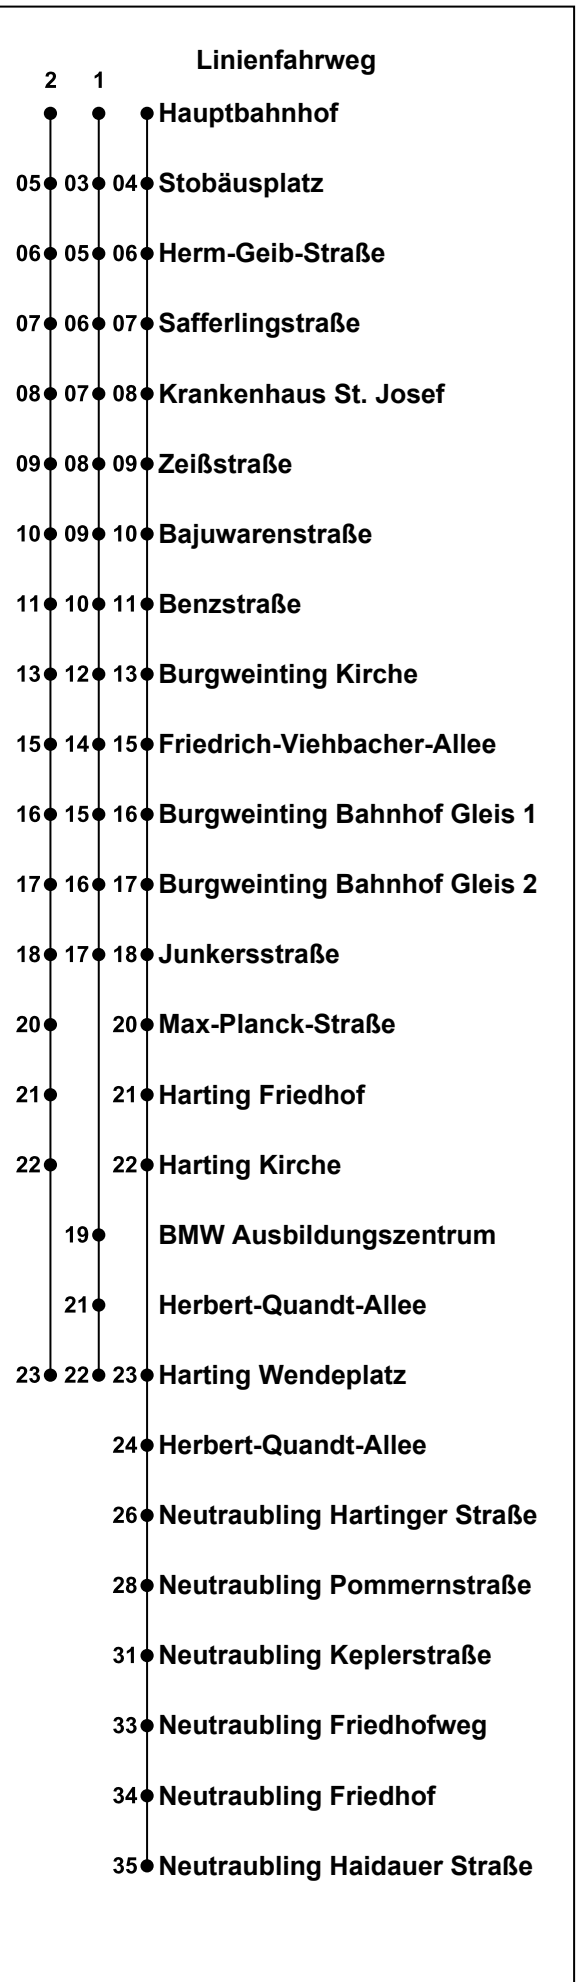 Linienfahrweg
2 1
Hauptbahnhof
05 03 04 Stobäusplatz
06 05 06 Herm-Geib-Straße
07 06 07 Safferlingstraße
08 07 08 Krankenhaus St. Josef
09 08 09 Zeißstraße
10 09 10 Bajuwarenstraße
11 10 11 Benzstraße
13 12 13 Burgweinting Kirche
15 14 15 Friedrich-Viehbacher-Allee
16 15 16 Burgweinting Bahnhof Gleis 1
17 16 17 Burgweinting Bahnhof Gleis 2
18 17 18 Junkersstraße
20 20 Max-Planck-Straße
21 21 Harting Friedhof
22 22 Harting Kirche
19 BMW Ausbildungszentrum
21 Herbert-Quandt-Allee
23 22 23 Harting Wendeplatz
24 Herbert-Quandt-Allee
26 Neutraubling Hartinger Straße
28 Neutraubling Pommernstraße
31 Neutraubling Keplerstraße
33 Neutraubling Friedhofweg
34 Neutraubling Friedhof
35 Neutraubling Haidauer Straße